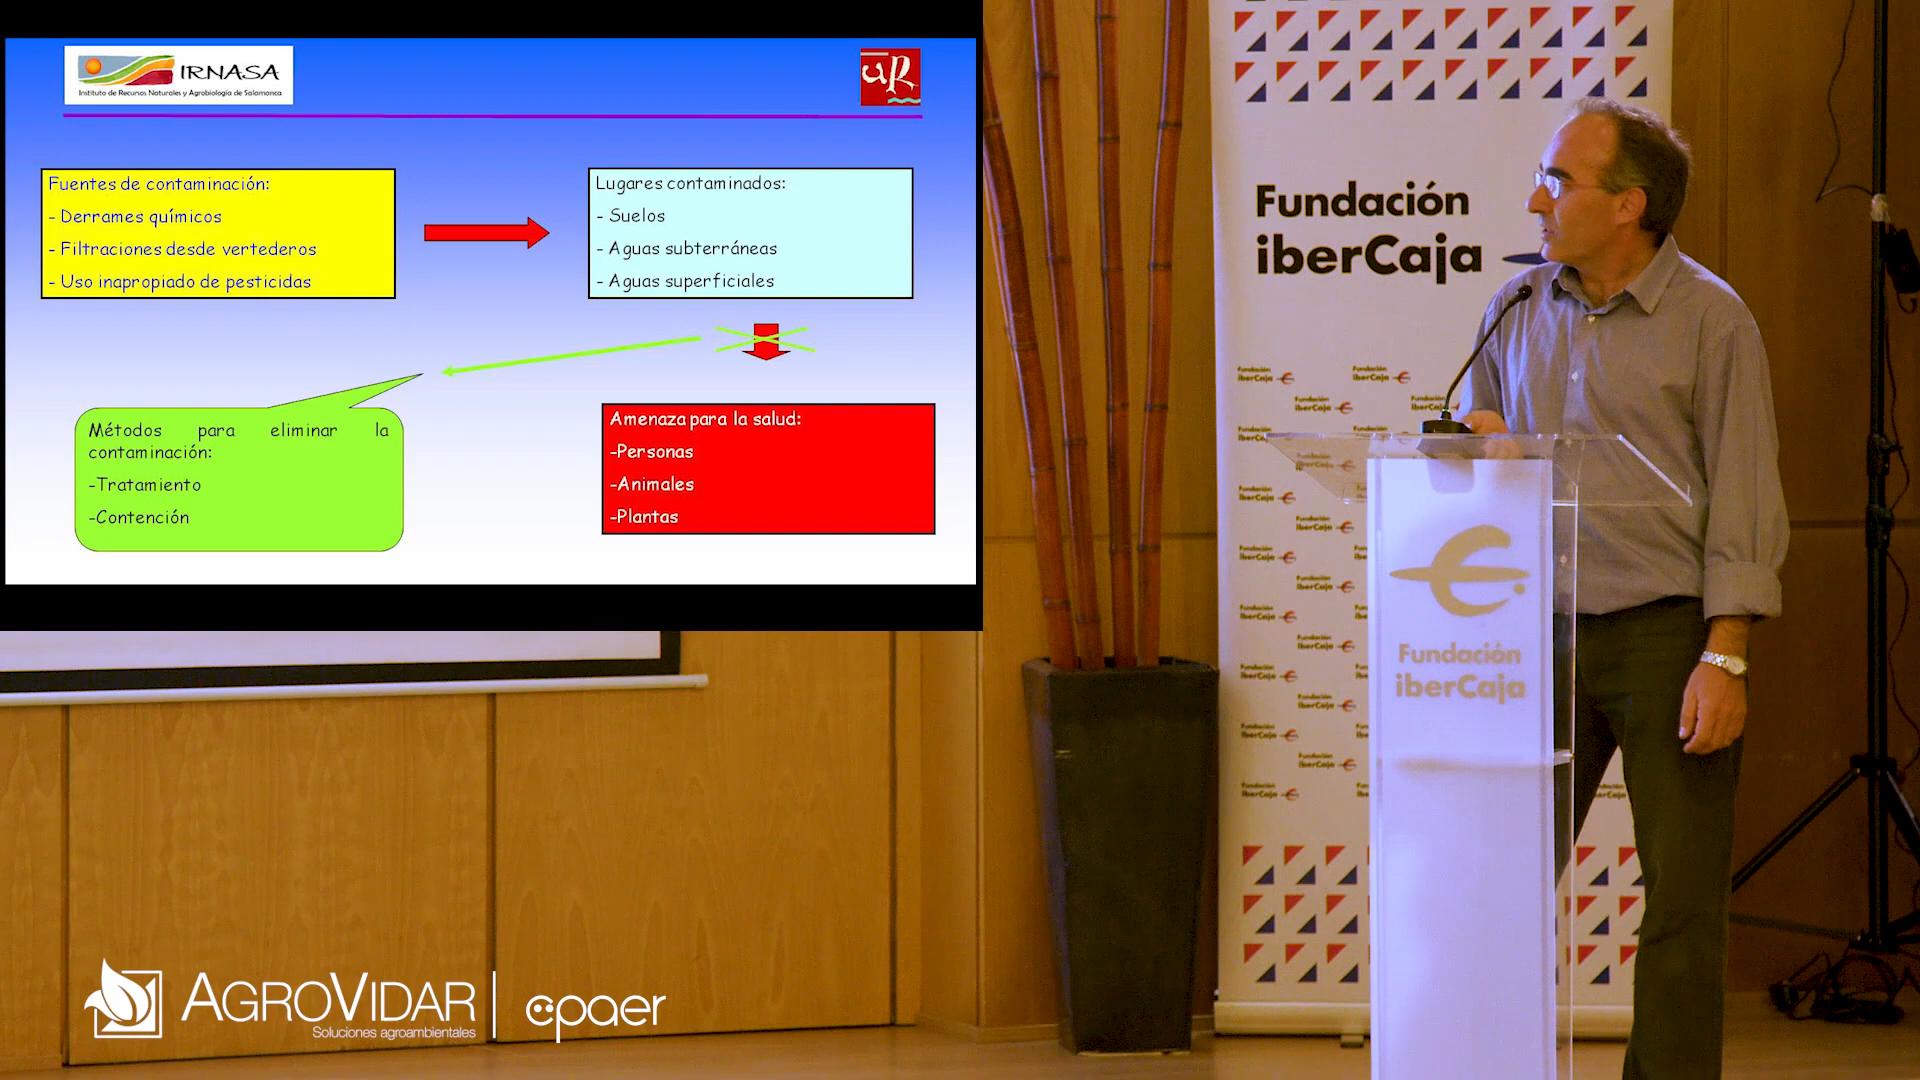 IRNASA
Instituto de Recursos Naturales y Agrobiología de Salamanca
uR
Fuentes de contaminación:
- Derrames químicos
- Filtraciones desde vertederos
- Uso inapropiado de pesticidas
Lugares contaminados:
- Suelos
- Aguas subterráneas
- Aguas superficiales
Métodos para eliminar la
contaminación:
-Tratamiento
-Contención
Amenaza para la salud:
-Personas
-Animales
-Plantas
Fundación
iberCaja
Fundación
iberCaja
AGROVIDAR
Soluciones agroambientales
epaer